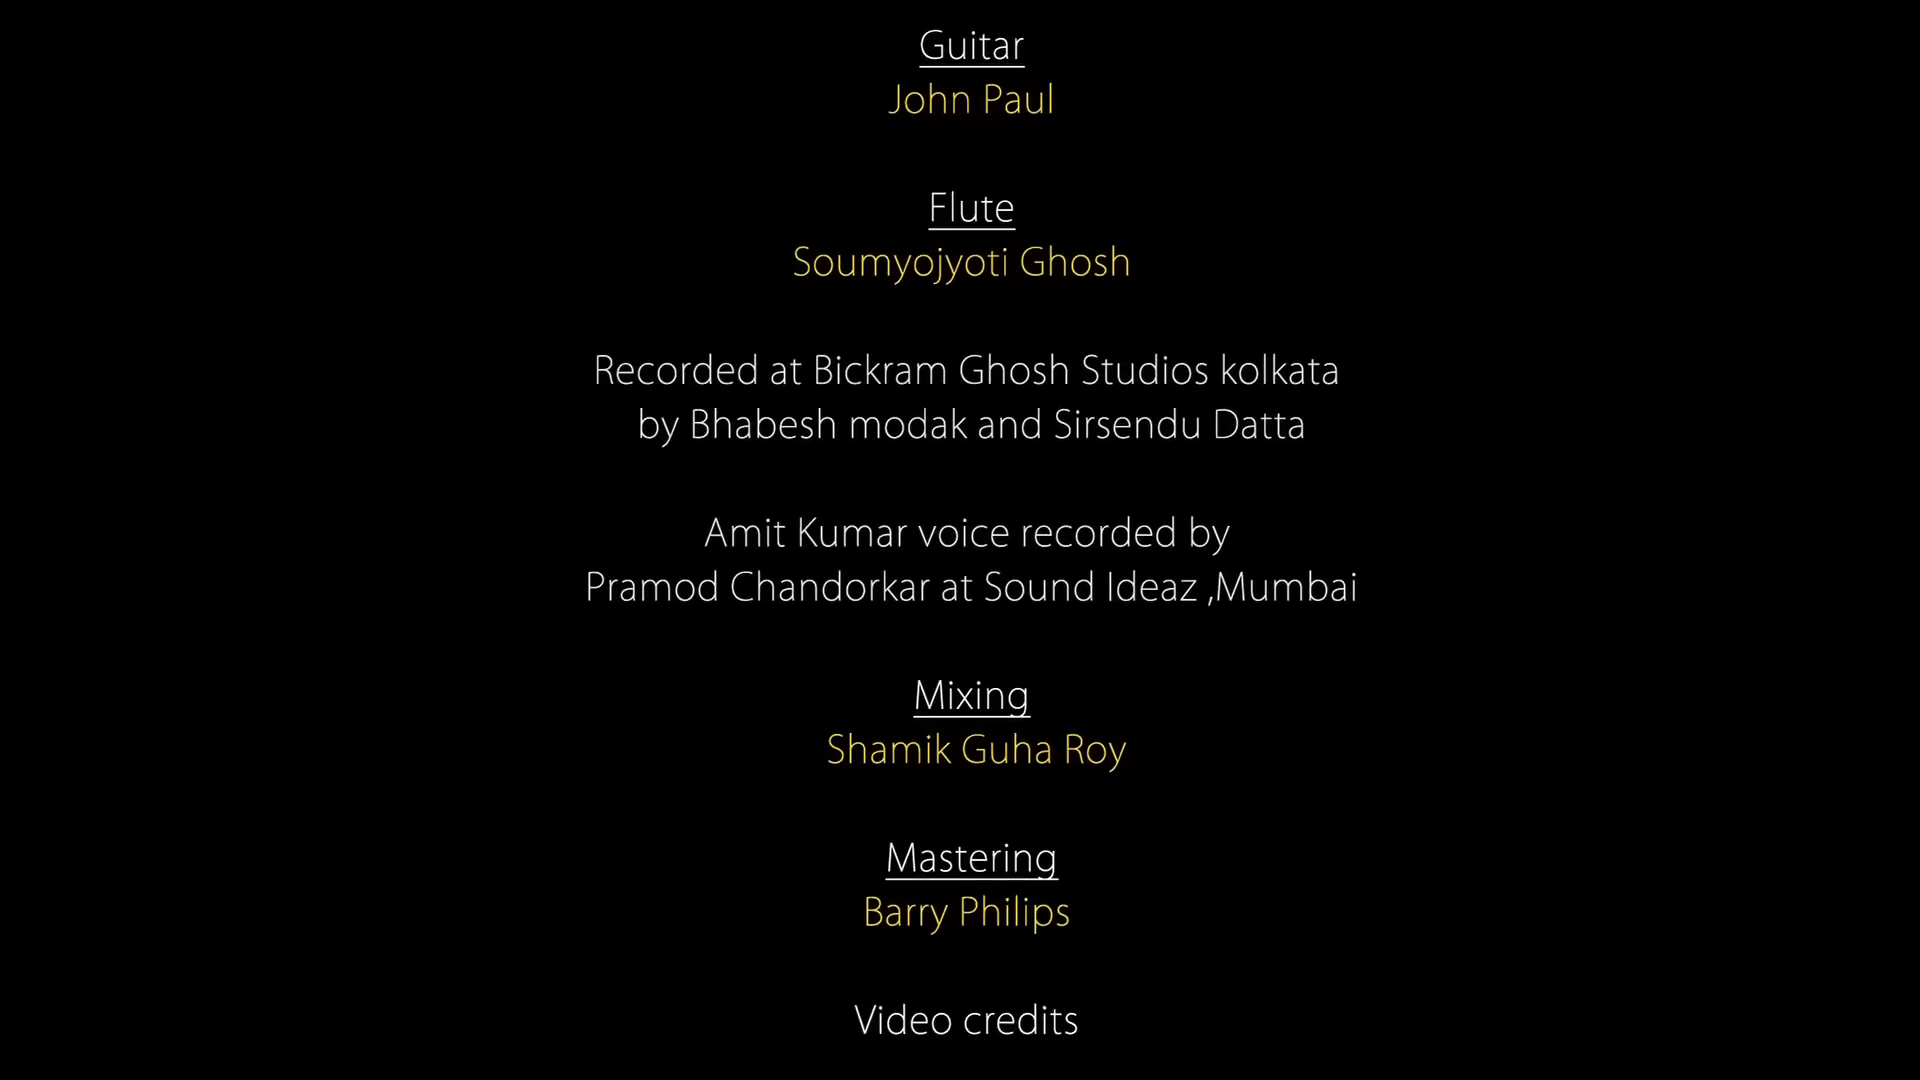 Guitar
John Paul
Flute
Soumyojyoti Ghosh
Recorded at Bickram Ghosh Studios kolkata
by Bhabesh modak and Sirsendu Datta
Amit Kumar voice recorded by
Pramod Chandorkar at Sound Ideaz ,Mumbai
Mixing
Shamik Guha Roy
Mastering
Barry Philips
Video credits